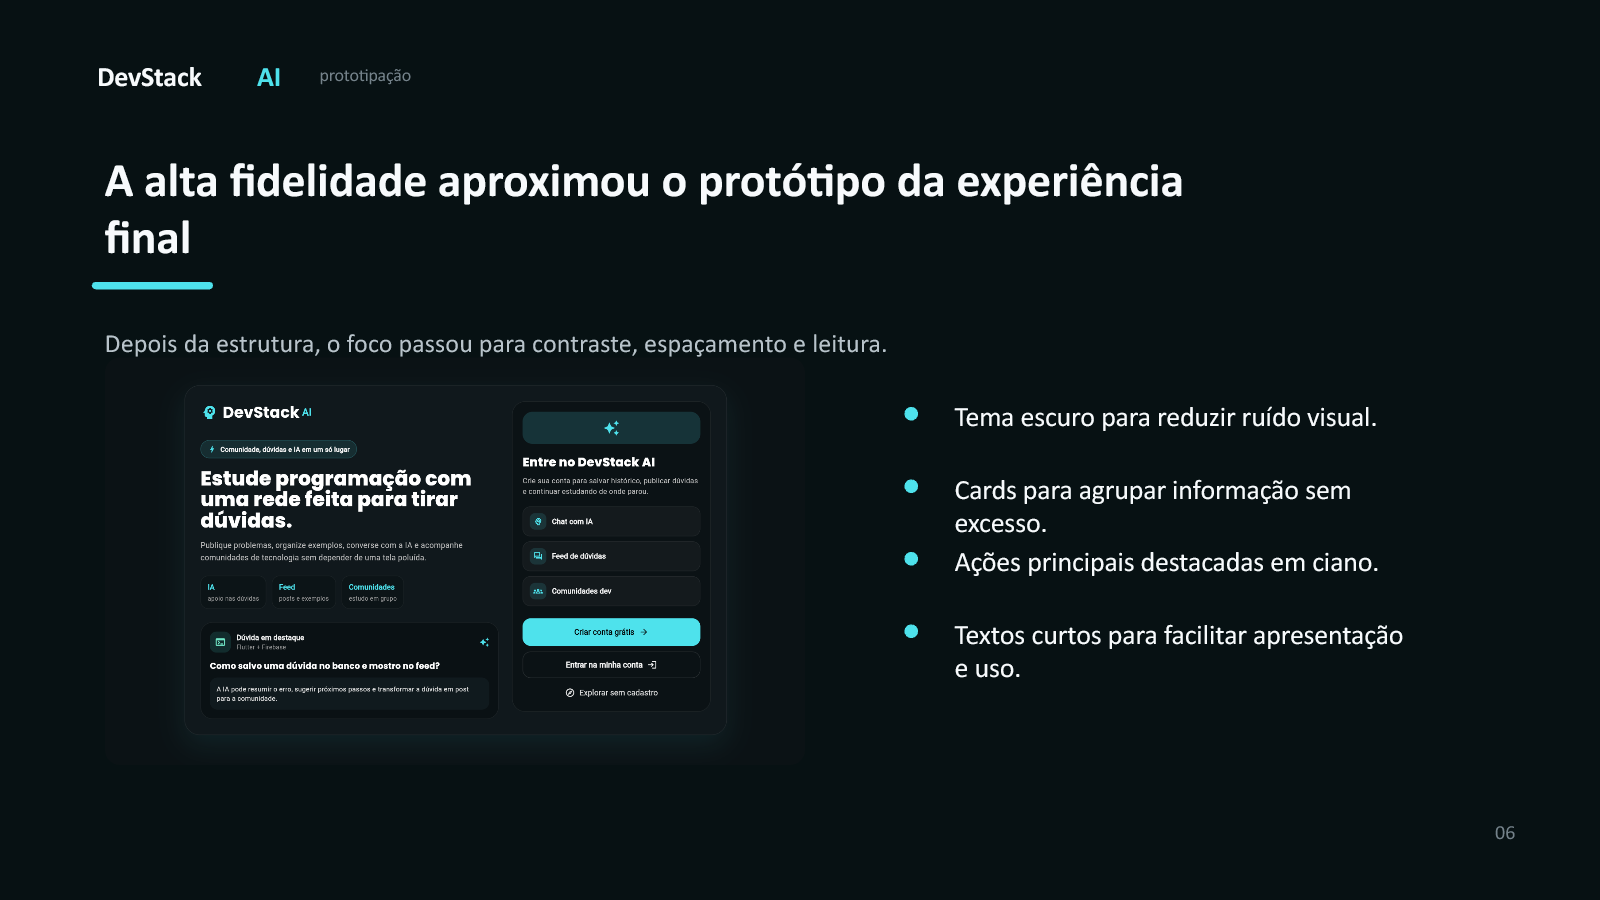 DevStack AI prototipação
A alta fidelidade aproximou o protótipo da experiência
final
Depois da estrutura, o foco passou para contraste, espaçamento e leitura.
DevStack AI
Comunidade, dúvidas e IA em um só lugar
Estude programação com
uma rede feita para tirar
dúvidas.
Publique problemas, organize exemplos, converse com a IA e acompanhe
comunidades de tecnologia sem depender de uma tela poluída.
IA
apoio nas dúvidas
Feed
posts e exemplos
Comunidades
estudo em grupo
Dúvida em destaque
Flutter + Firebase
Como salvo uma dúvida no banco e mostro no feed?
A IA pode resumir o erro, sugerir próximos passos e transformar a dúvida em post
para a comunidade.
Entre no DevStack AI
Crie sua conta para salvar histórico, publicar dúvidas
e continuar estudando de onde parou.
Chat com IA
Feed de dúvidas
Comunidades dev
Criar conta grátis
Entrar na minha conta
Explorar sem cadastro
Tema escuro para reduzir ruído visual.
Cards para agrupar informação sem
excesso.
Ações principais destacadas em ciano.
Textos curtos para facilitar apresentação
e uso.
06